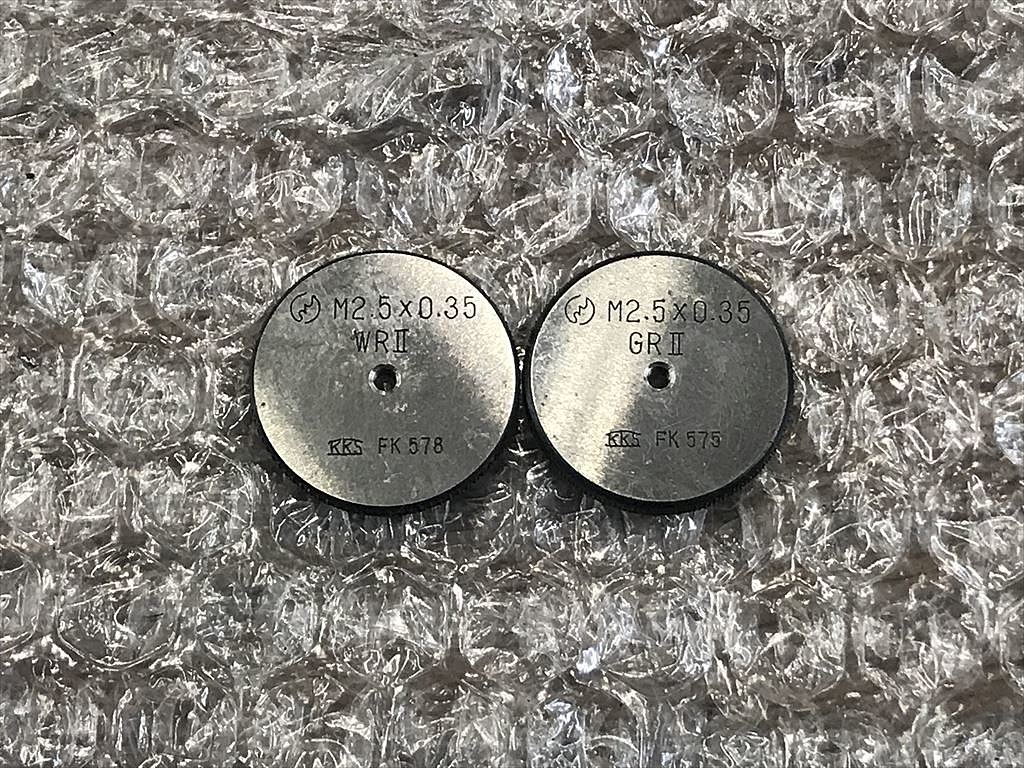 M2.5×0.35
WRⅡ
KKS FK 578
M2.5×0.35
GRⅡ
KKS FK 575